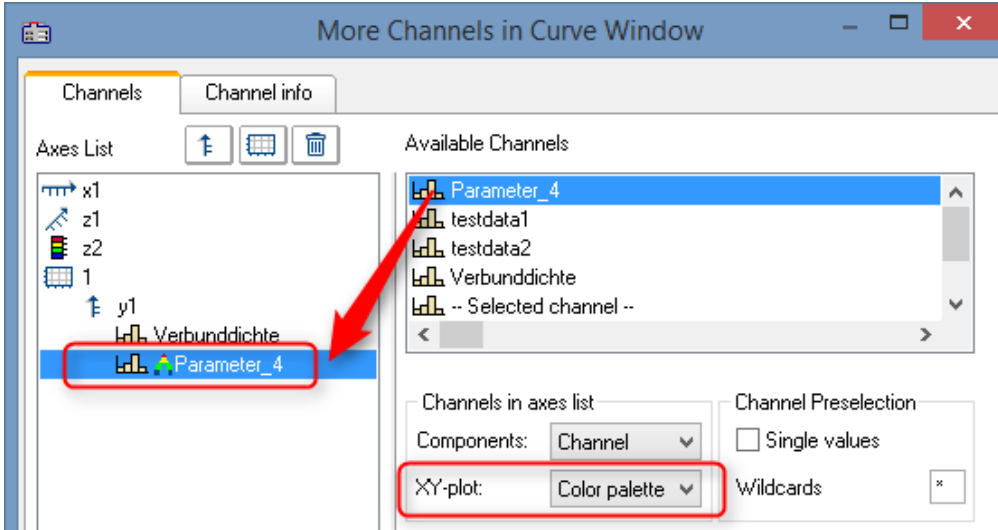 More Channels in Curve Window
Channels
Channel info
Axes List
x1
z1
z2
1
y1
Verbunddichte
Parameter_4
Available Channels
Parameter_4
testdata1
testdata2
Verbunddichte
-- Selected channel --
Channels in axes list
Components: Channel
XY-plot: Color palette
Channel Preselection
Single values
Wildcards *